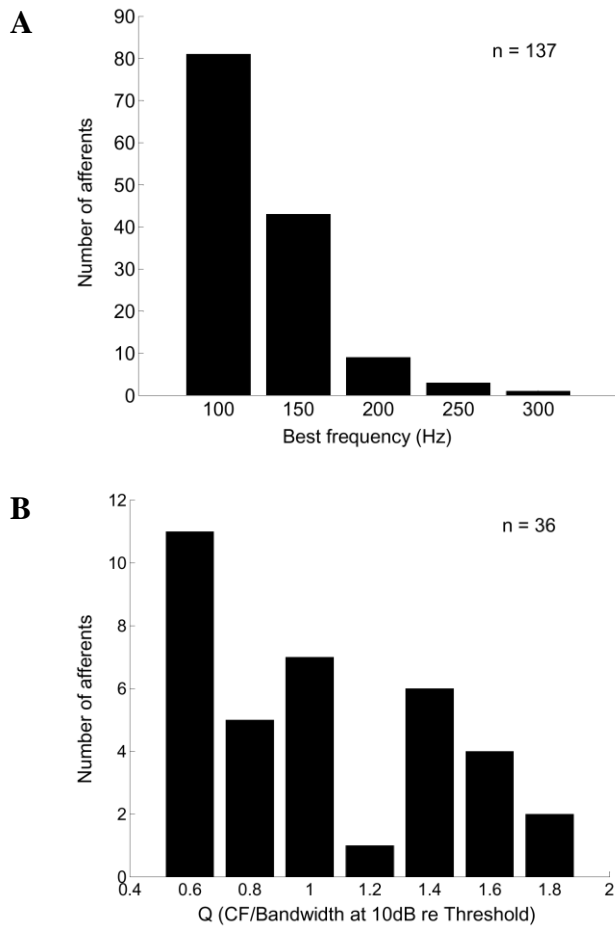 A
90
n = 137
80
70
60
50
40
30
20
10
0
Number of afferents
100 150 200 250 300
Best frequency (Hz)
B
12
n = 36
10
8
6
4
2
0
Number of afferents
0.4 0.6 0.8 1 1.2 1.4 1.6 1.8 2
Q (CF/Bandwidth at 10dB re Threshold)